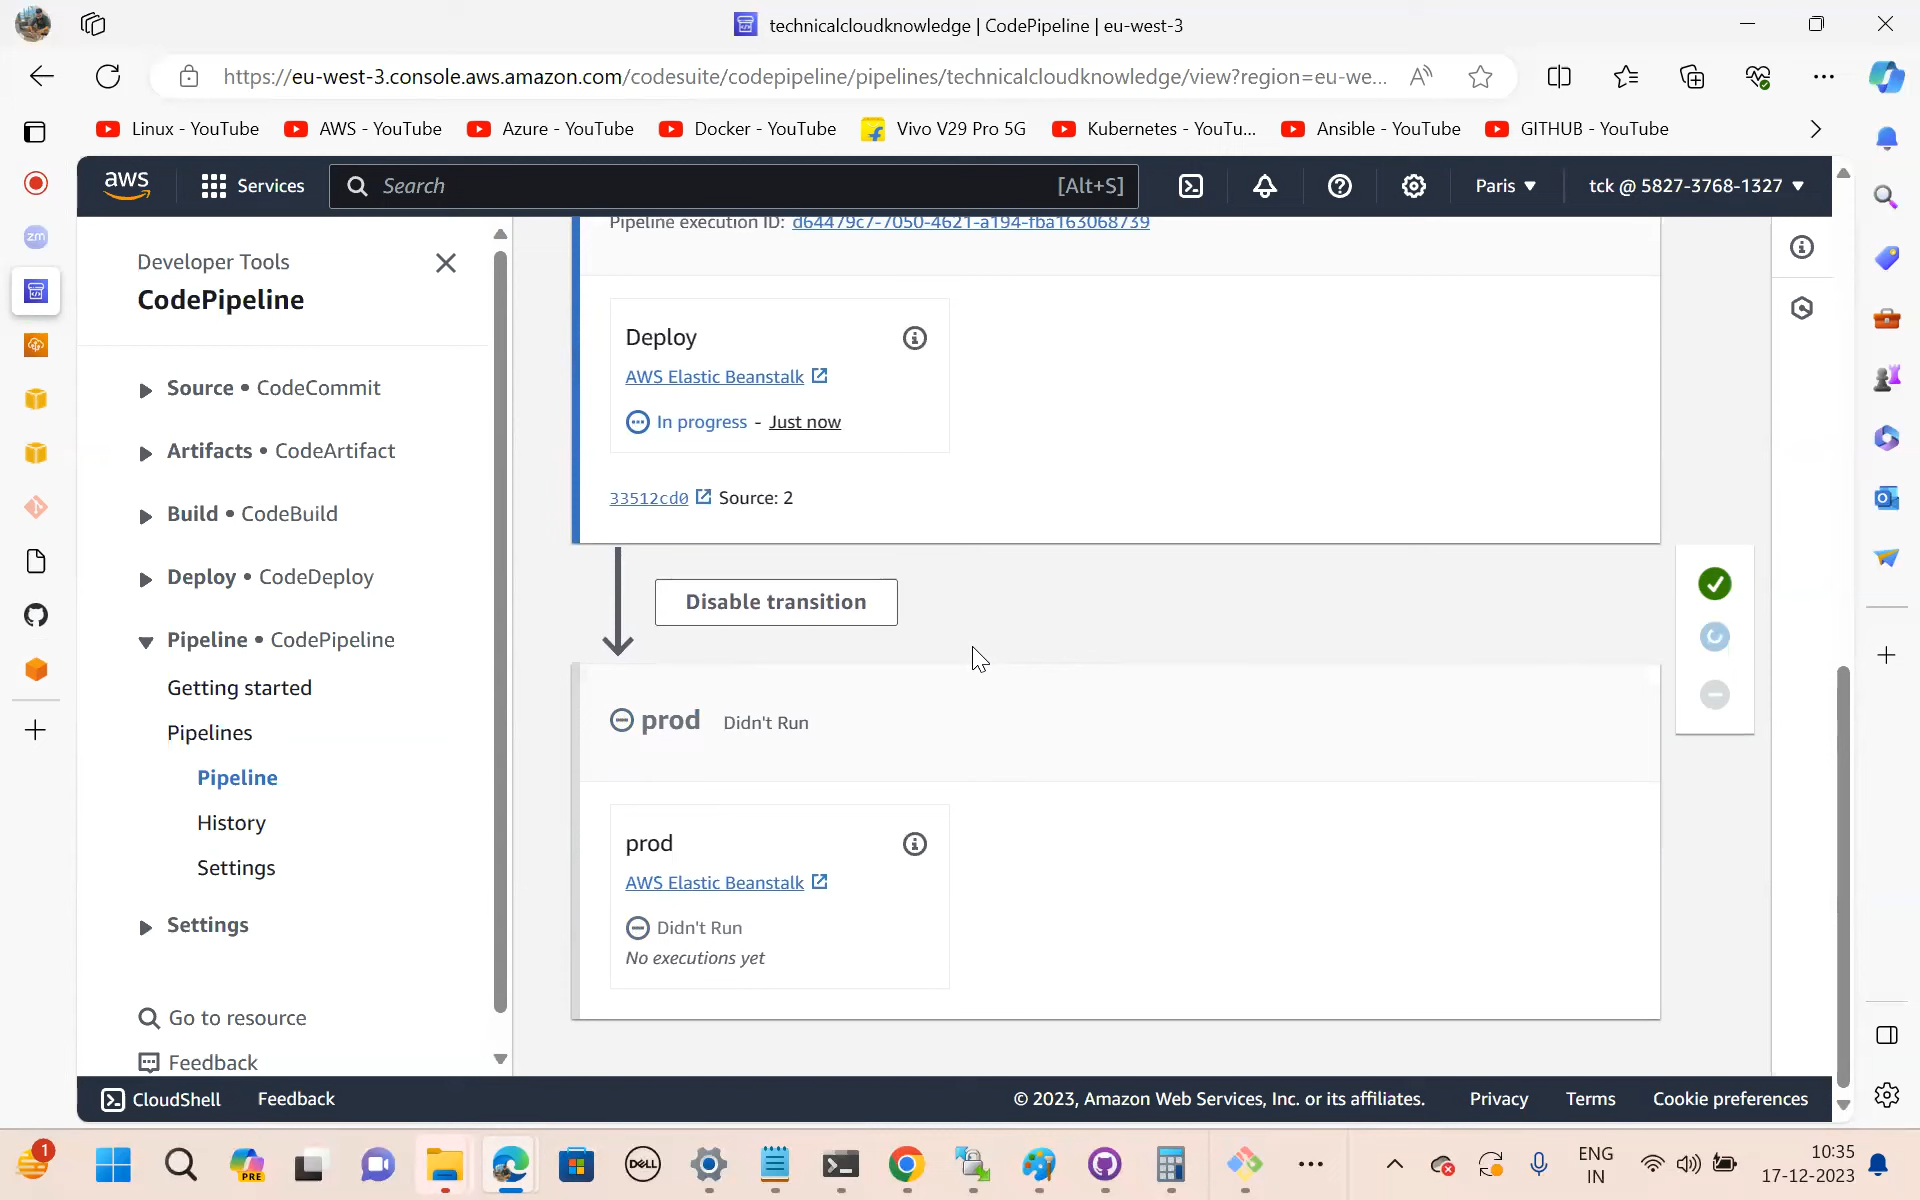 technicalcloudknowledge | CodePipeline | eu-west-3
https://eu-west-3.console.aws.amazon.com/codesuite/codepipeline/pipelines/technicalcloudknowledge/view?region=eu-we...
Linux - YouTube
AWS - YouTube
Azure - YouTube
Docker - YouTube
Vivo V29 Pro 5G
Kubernetes - YouTu...
Ansible - YouTube
GITHUB - YouTube
aws
Services
Search
[Alt+S]
Paris
tck @ 5827-3768-1327
zm
Developer Tools
CodePipeline
Source • CodeCommit
Artifacts • CodeArtifact
Build • CodeBuild
Deploy • CodeDeploy
Pipeline • CodePipeline
Getting started
Pipelines
Pipeline
History
Settings
Settings
Go to resource
Feedback
Pipeline execution ID: d64479c7-7050-4621-a194-fba163068739
Deploy
AWS Elastic Beanstalk
In progress - Just now
33512cd0 Source: 2
Disable transition
prod Didn't Run
prod
AWS Elastic Beanstalk
Didn't Run
No executions yet
CloudShell
Feedback
© 2023, Amazon Web Services, Inc. or its affiliates.
Privacy
Terms
Cookie preferences
1
PRE
DELL
ENG
IN
10:35
17-12-2023